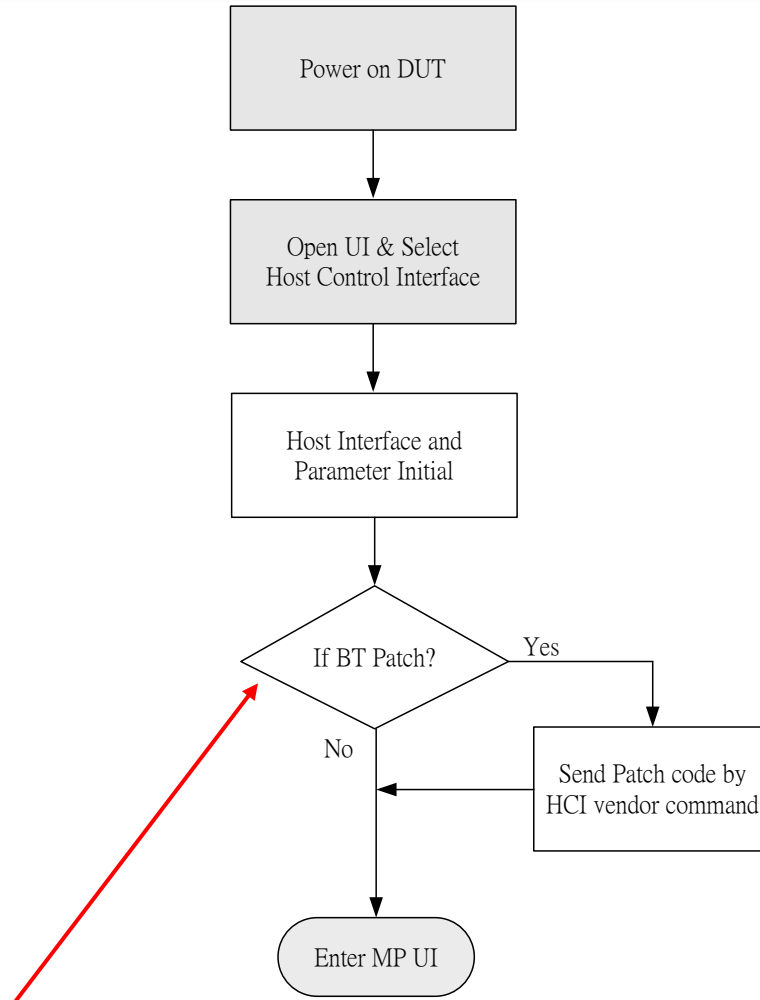 Power on DUT
Open UI & Select
Host Control Interface
Host Interface and
Parameter Initial
If BT Patch?
Yes
No
Send Patch code by
HCI vendor command
Enter MP UI